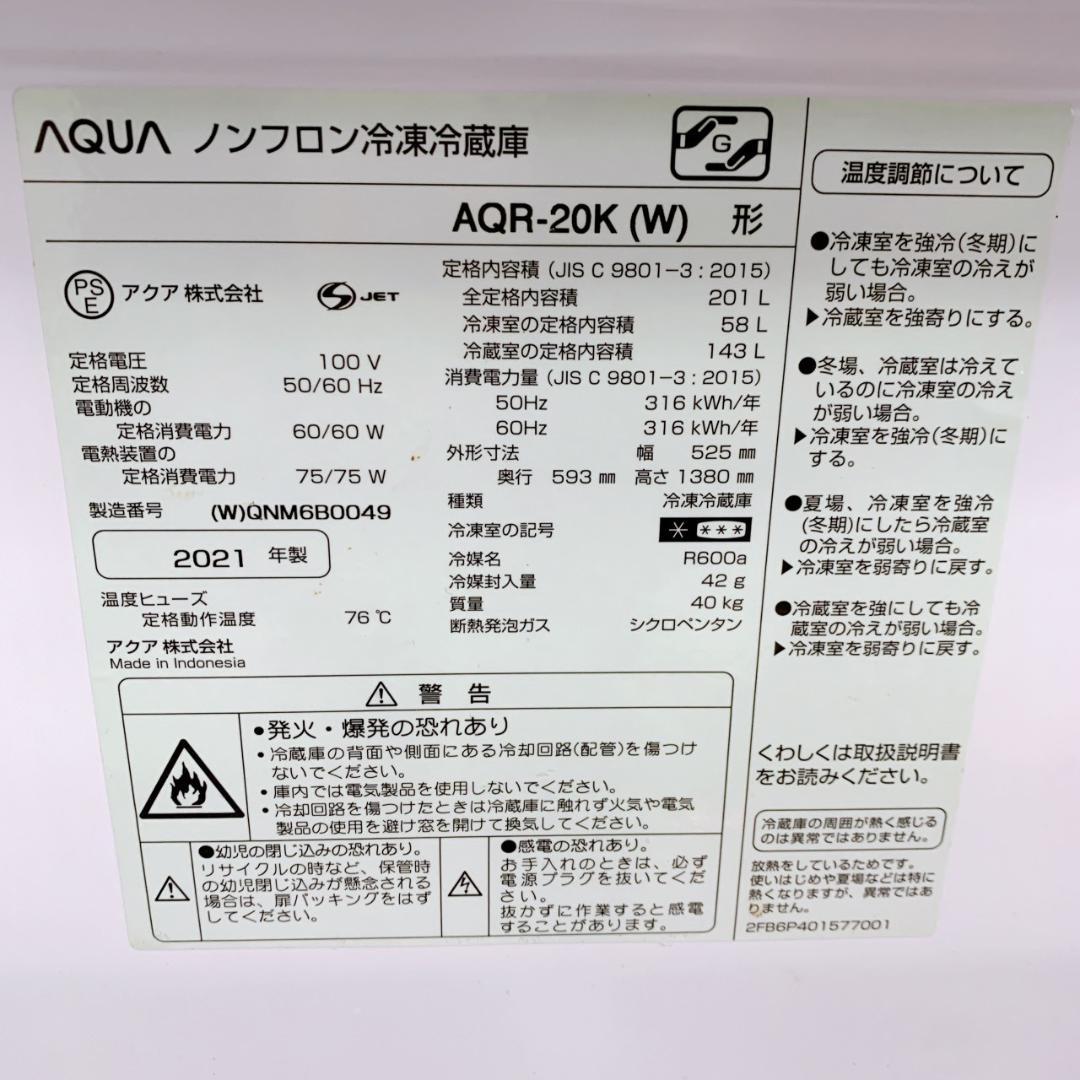 AQUA ノンフロン冷凍冷蔵庫
G
AQR-20K (W) 形
PS
E
アクア 株式会社
S JET
定格電圧 100 V
定格周波数 50/60 Hz
電動機の
定格消費電力 60/60 W
電熱装置の
定格消費電力 75/75 W
製造番号 (W)QNM6B0049
2021 年製
温度ヒューズ
定格動作温度 76 ℃
アクア 株式会社
Made in Indonesia
定格内容積 (JIS C 9801−3 : 2015)
全定格内容積 201 L
冷凍室の定格内容積 58 L
冷蔵室の定格内容積 143 L
消費電力量 (JIS C 9801−3 : 2015)
50Hz 316 kWh/年
60Hz 316 kWh/年
外形寸法 幅 525 ㎜
奥行 593 ㎜ 高さ 1380 ㎜
種類 冷凍冷蔵庫
冷凍室の記号
冷媒名 R600a
冷媒封入量 42 g
質量 40 kg
断熱発泡ガス シクロペンタン
警 告
●発火・爆発の恐れあり
・冷蔵庫の背面や側面にある冷却回路(配管)を傷つけ
ないでください。
・庫内では電気製品を使用しないでください。
・冷却回路を傷つけたときは冷蔵庫に触れず火気や電気
製品の使用を避け窓を開けて換気してください。
●幼児の閉じ込みの恐れあり。
リサイクルの時など、保管時
の幼児閉じ込みが懸念される
場合は、扉パッキングをはず
してください。
●感電の恐れあり。
お手入れのときは、必ず
電源プラグを抜いてくだ
さい。
抜かずに作業すると感電
することがあります。
温度調節について
●冷凍室を強冷(冬期)に
しても冷凍室の冷えが
弱い場合。
▶冷蔵室を強寄りにする。
●冬場、冷蔵室は冷えて
いるのに冷凍室の冷え
が弱い場合。
▶冷凍室を強冷(冬期)に
する。
●夏場、冷凍室を強冷
(冬期)にしたら冷蔵室
の冷えが弱い場合。
▶冷凍室を弱寄りに戻す。
●冷蔵室を強にしても冷
蔵室の冷えが弱い場合。
▶冷凍室を弱寄りに戻す。
くわしくは取扱説明書
をお読みください。
冷蔵庫の周囲が熱く感じる
のは異常ではありません。
放熱をしているためです。
使いはじめや夏場などは特に
熱くなりますが、異常ではあ
りません。
2FB6P401577001